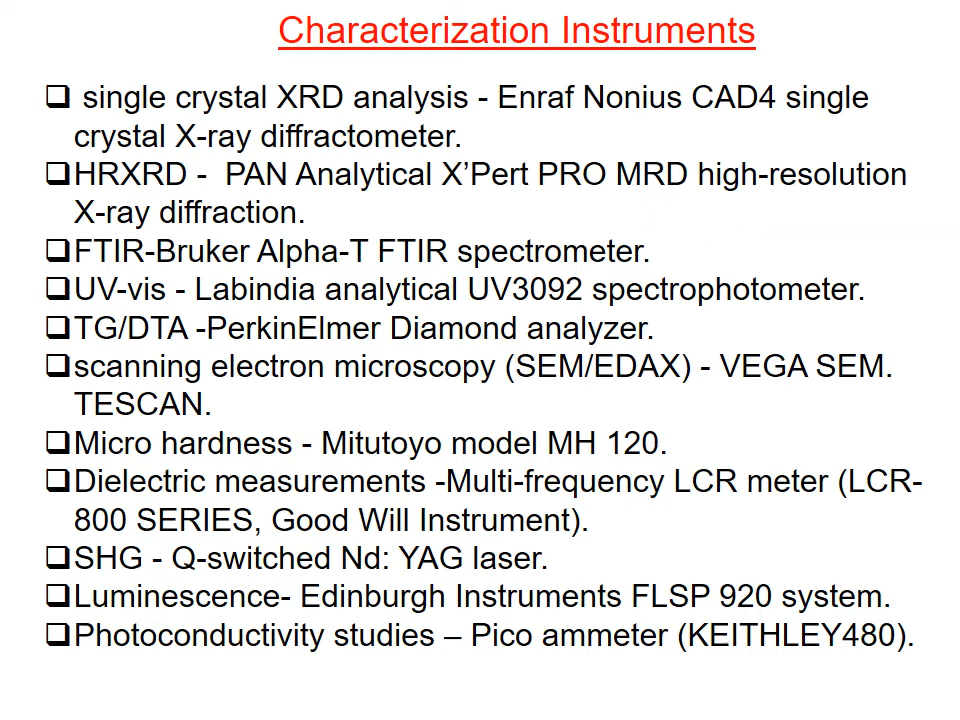 Characterization Instruments
❑ single crystal XRD analysis - Enraf Nonius CAD4 single
crystal X-ray diffractometer.
❑HRXRD - PAN Analytical X’Pert PRO MRD high-resolution
X-ray diffraction.
❑FTIR-Bruker Alpha-T FTIR spectrometer.
❑UV-vis - Labindia analytical UV3092 spectrophotometer.
❑TG/DTA -PerkinElmer Diamond analyzer.
❑scanning electron microscopy (SEM/EDAX) - VEGA SEM.
TESCAN.
❑Micro hardness - Mitutoyo model MH 120.
❑Dielectric measurements -Multi-frequency LCR meter (LCR-
800 SERIES, Good Will Instrument).
❑SHG - Q-switched Nd: YAG laser.
❑Luminescence- Edinburgh Instruments FLSP 920 system.
❑Photoconductivity studies – Pico ammeter (KEITHLEY480).